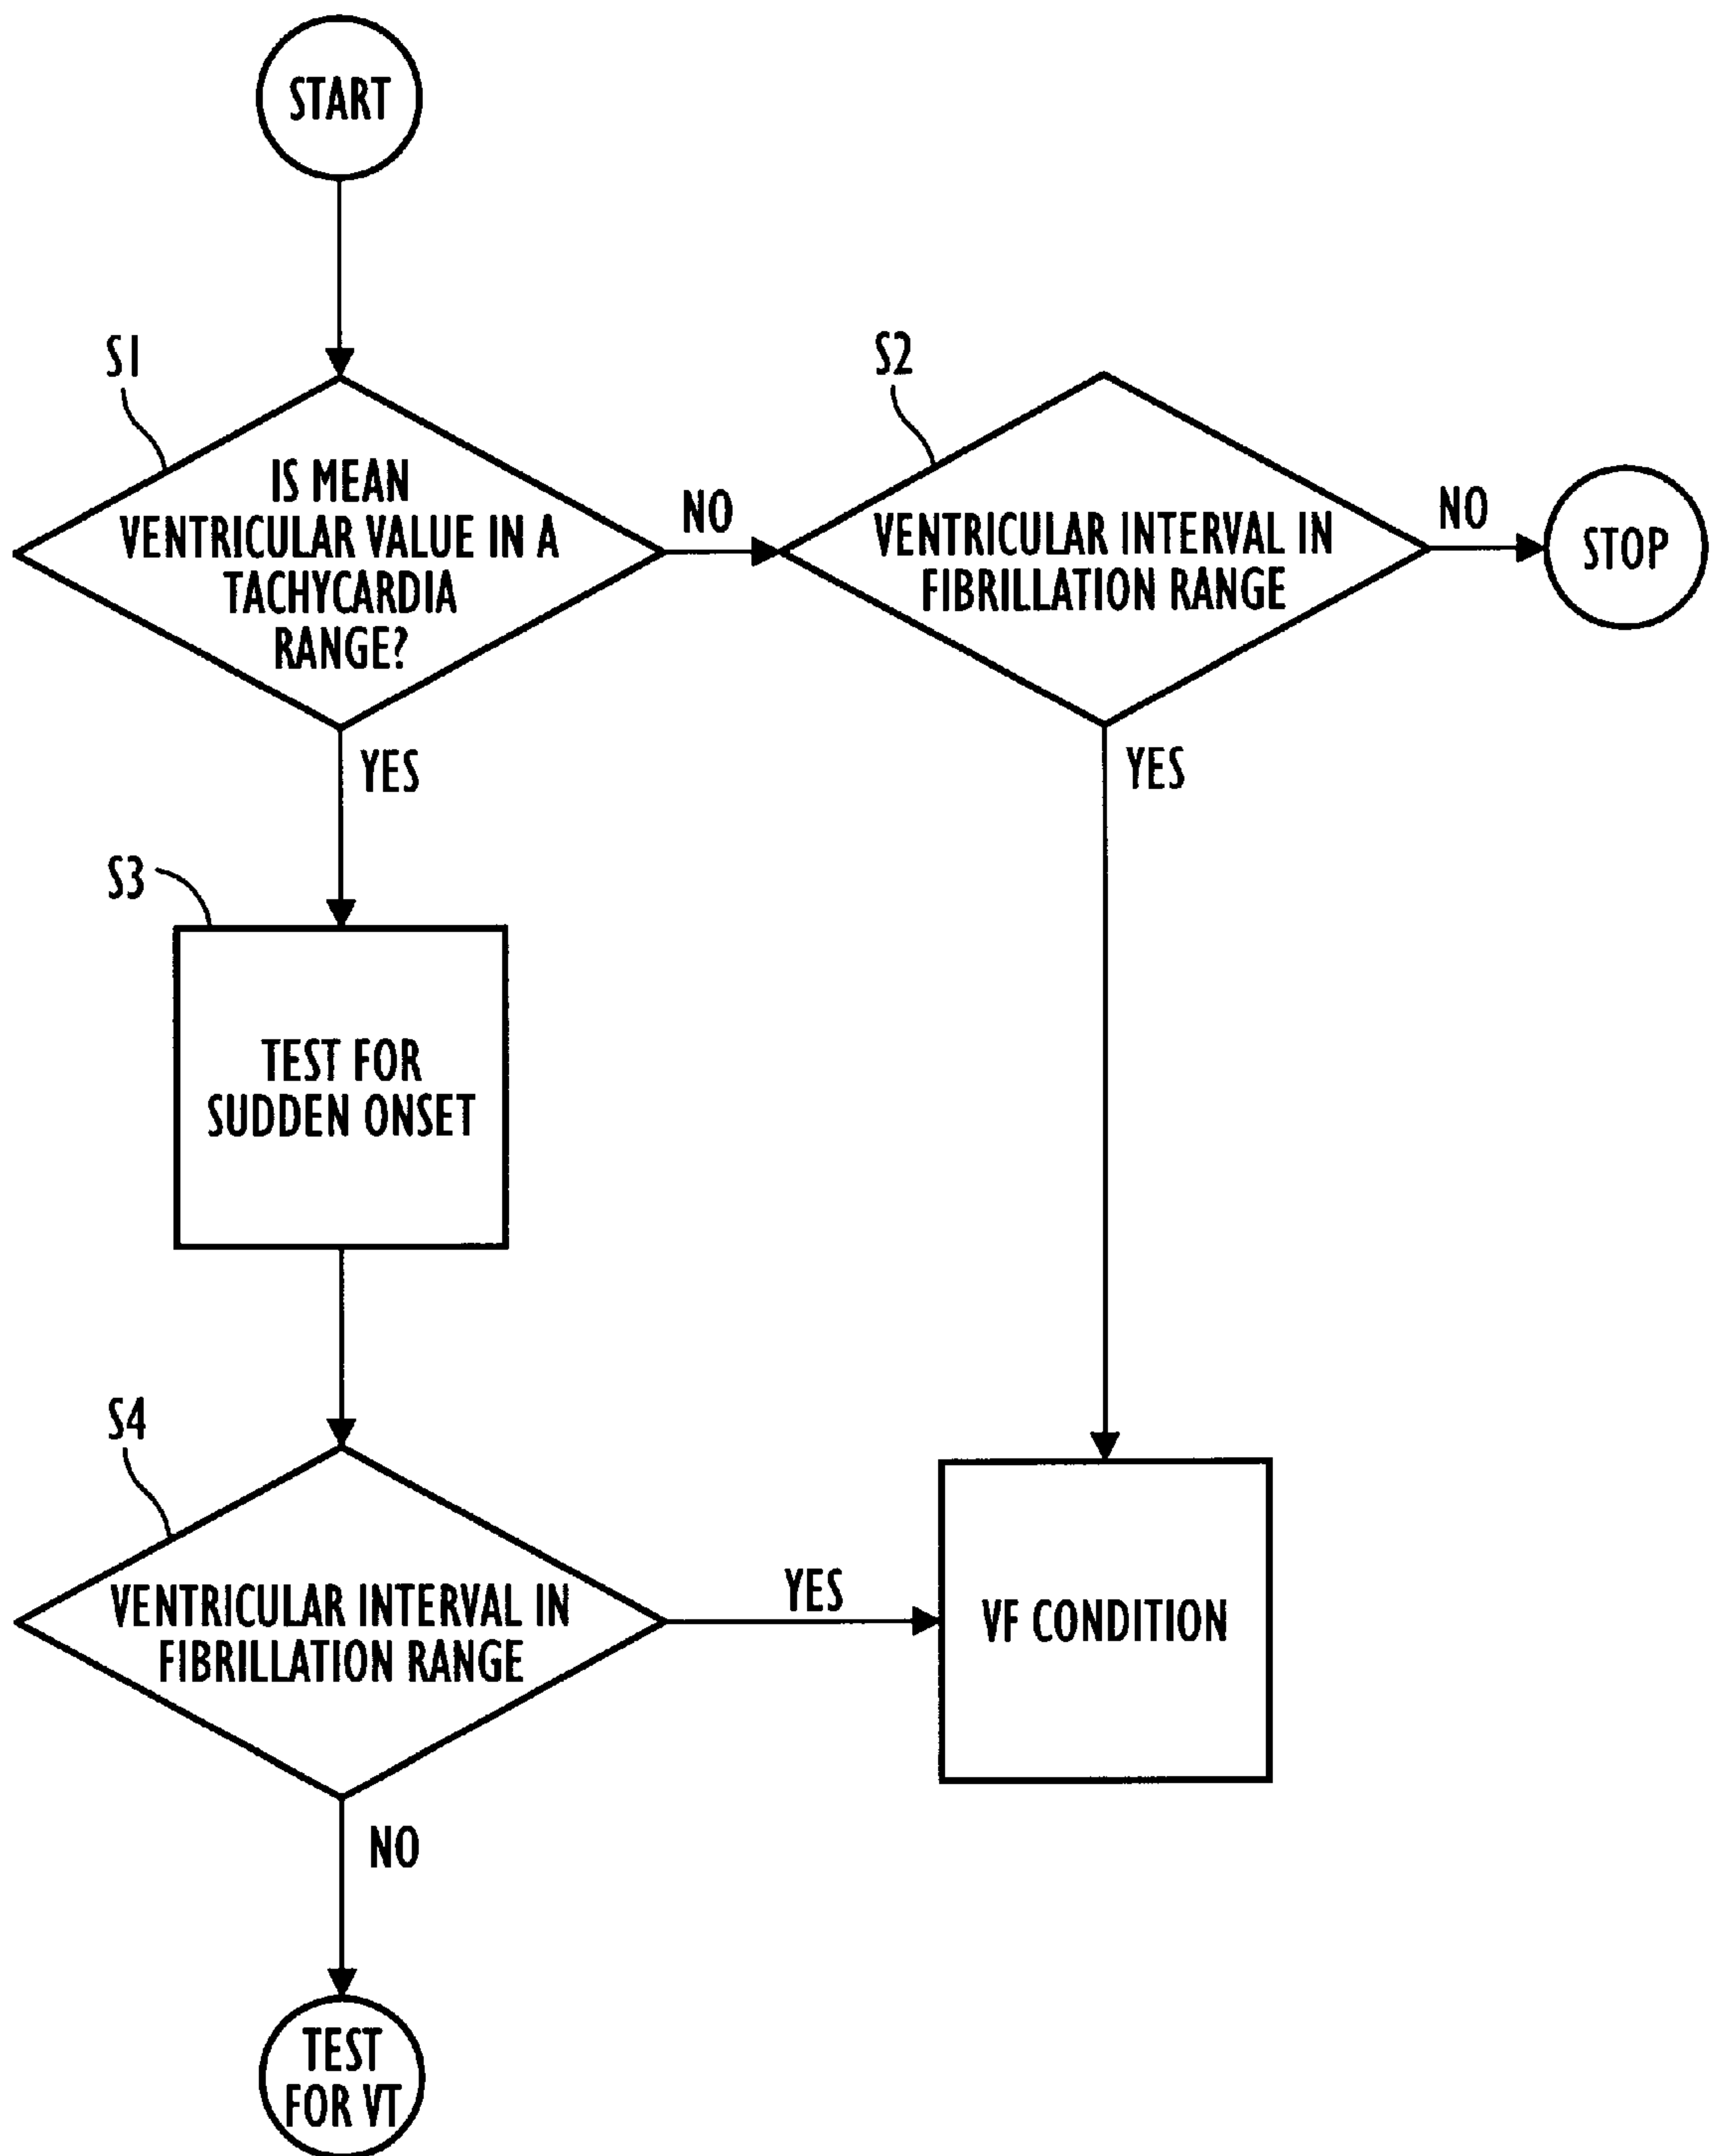 START
S1
IS MEAN
VENTRICULAR VALUE IN A
TACHYCARDIA
RANGE?
NO
S2
VENTRICULAR INTERVAL IN
FIBRILLATION RANGE
NO
STOP
YES
YES
S3
TEST FOR
SUDDEN ONSET
S4
VENTRICULAR INTERVAL IN
FIBRILLATION RANGE
YES
VF CONDITION
NO
TEST
FOR VT